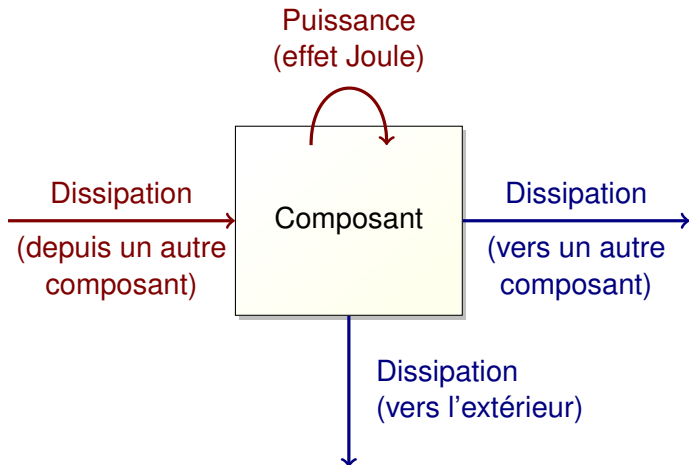 Puissance
(effet Joule)
Dissipation
(depuis un autre
composant)
Composant
Dissipation
(vers un autre
composant)
Dissipation
(vers l'extérieur)